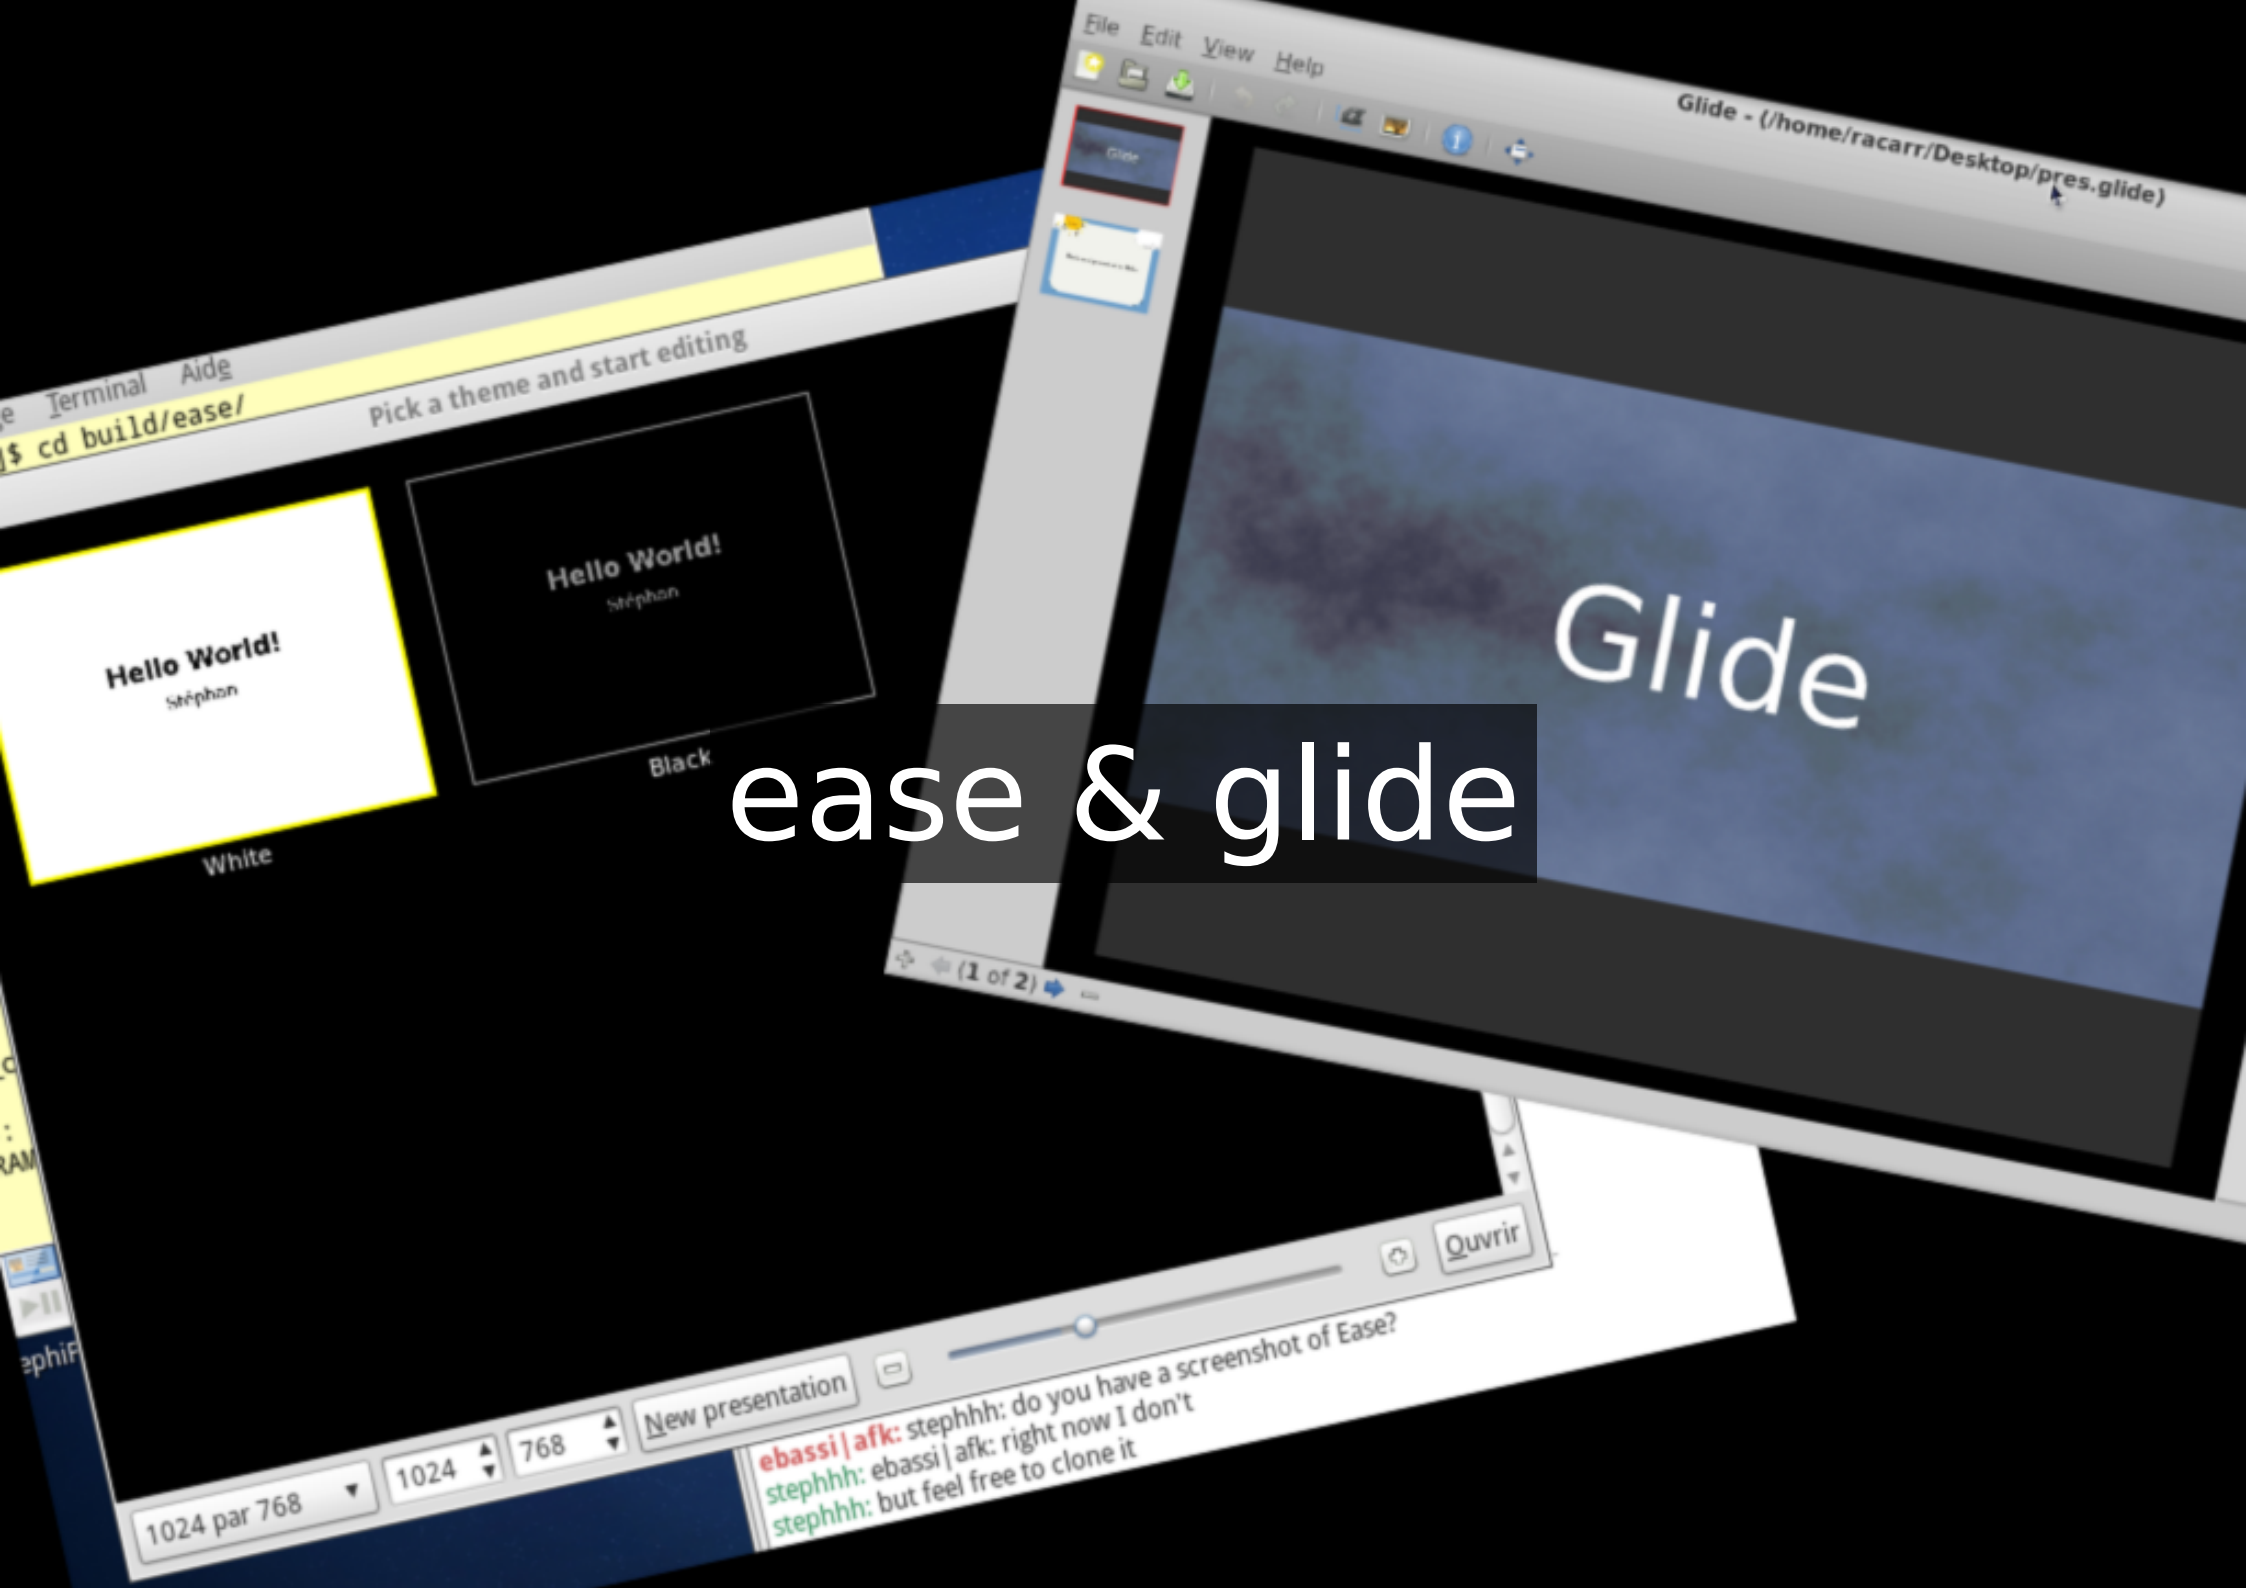 File Edit View Help
Glide - (/home/racarr/Desktop/pres.glide)
Glide
Terminal Aide
$ cd build/ease/
Pick a theme and start editing
Hello World!
Stéphan
White
Hello World!
Stéphan
Black
Glide
ease & glide
(1 of 2)
Ouvrir
1024 par 768
1024
768
New presentation
ebassi|afk: stephhh: do you have a screenshot of Ease?
stephhh: ebassi|afk: right now I don't
stephhh: but feel free to clone it